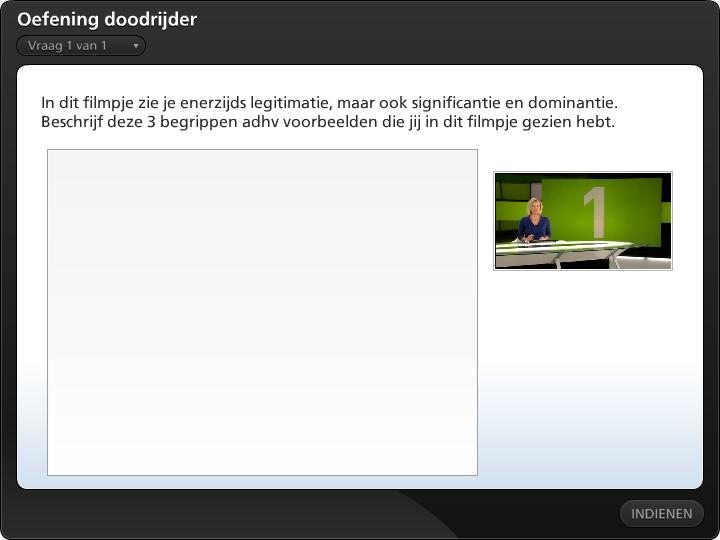 Oefening doodrijder
Vraag 1 van 1
In dit filmpje zie je enerzijds legitimatie, maar ook significantie en dominantie.
Beschrijf deze 3 begrippen adhv voorbeelden die jij in dit filmpje gezien hebt.
1
INDIENEN